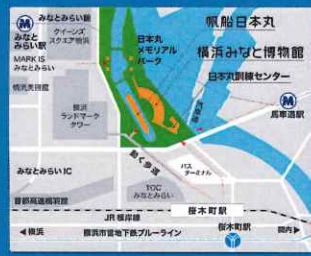 みなとみらい線
みなと
みらい駅
クイーンズ
スクエア横浜
MARK IS
みなとみらい
横浜美術館
日本丸
メモリアル
パーク
帆船日本丸
横浜みなと博物館
日本丸訓練センター
馬車道駅
横浜
ランドマーク
タワー
汽車道
動く歩道
バス
ターミナル
みなとみらいIC
TOC
みなとみらい
首都高速横羽線
桜木町駅
JR 根岸線
◀横浜
横浜市営地下鉄ブルーライン
桜木町駅
関内▶